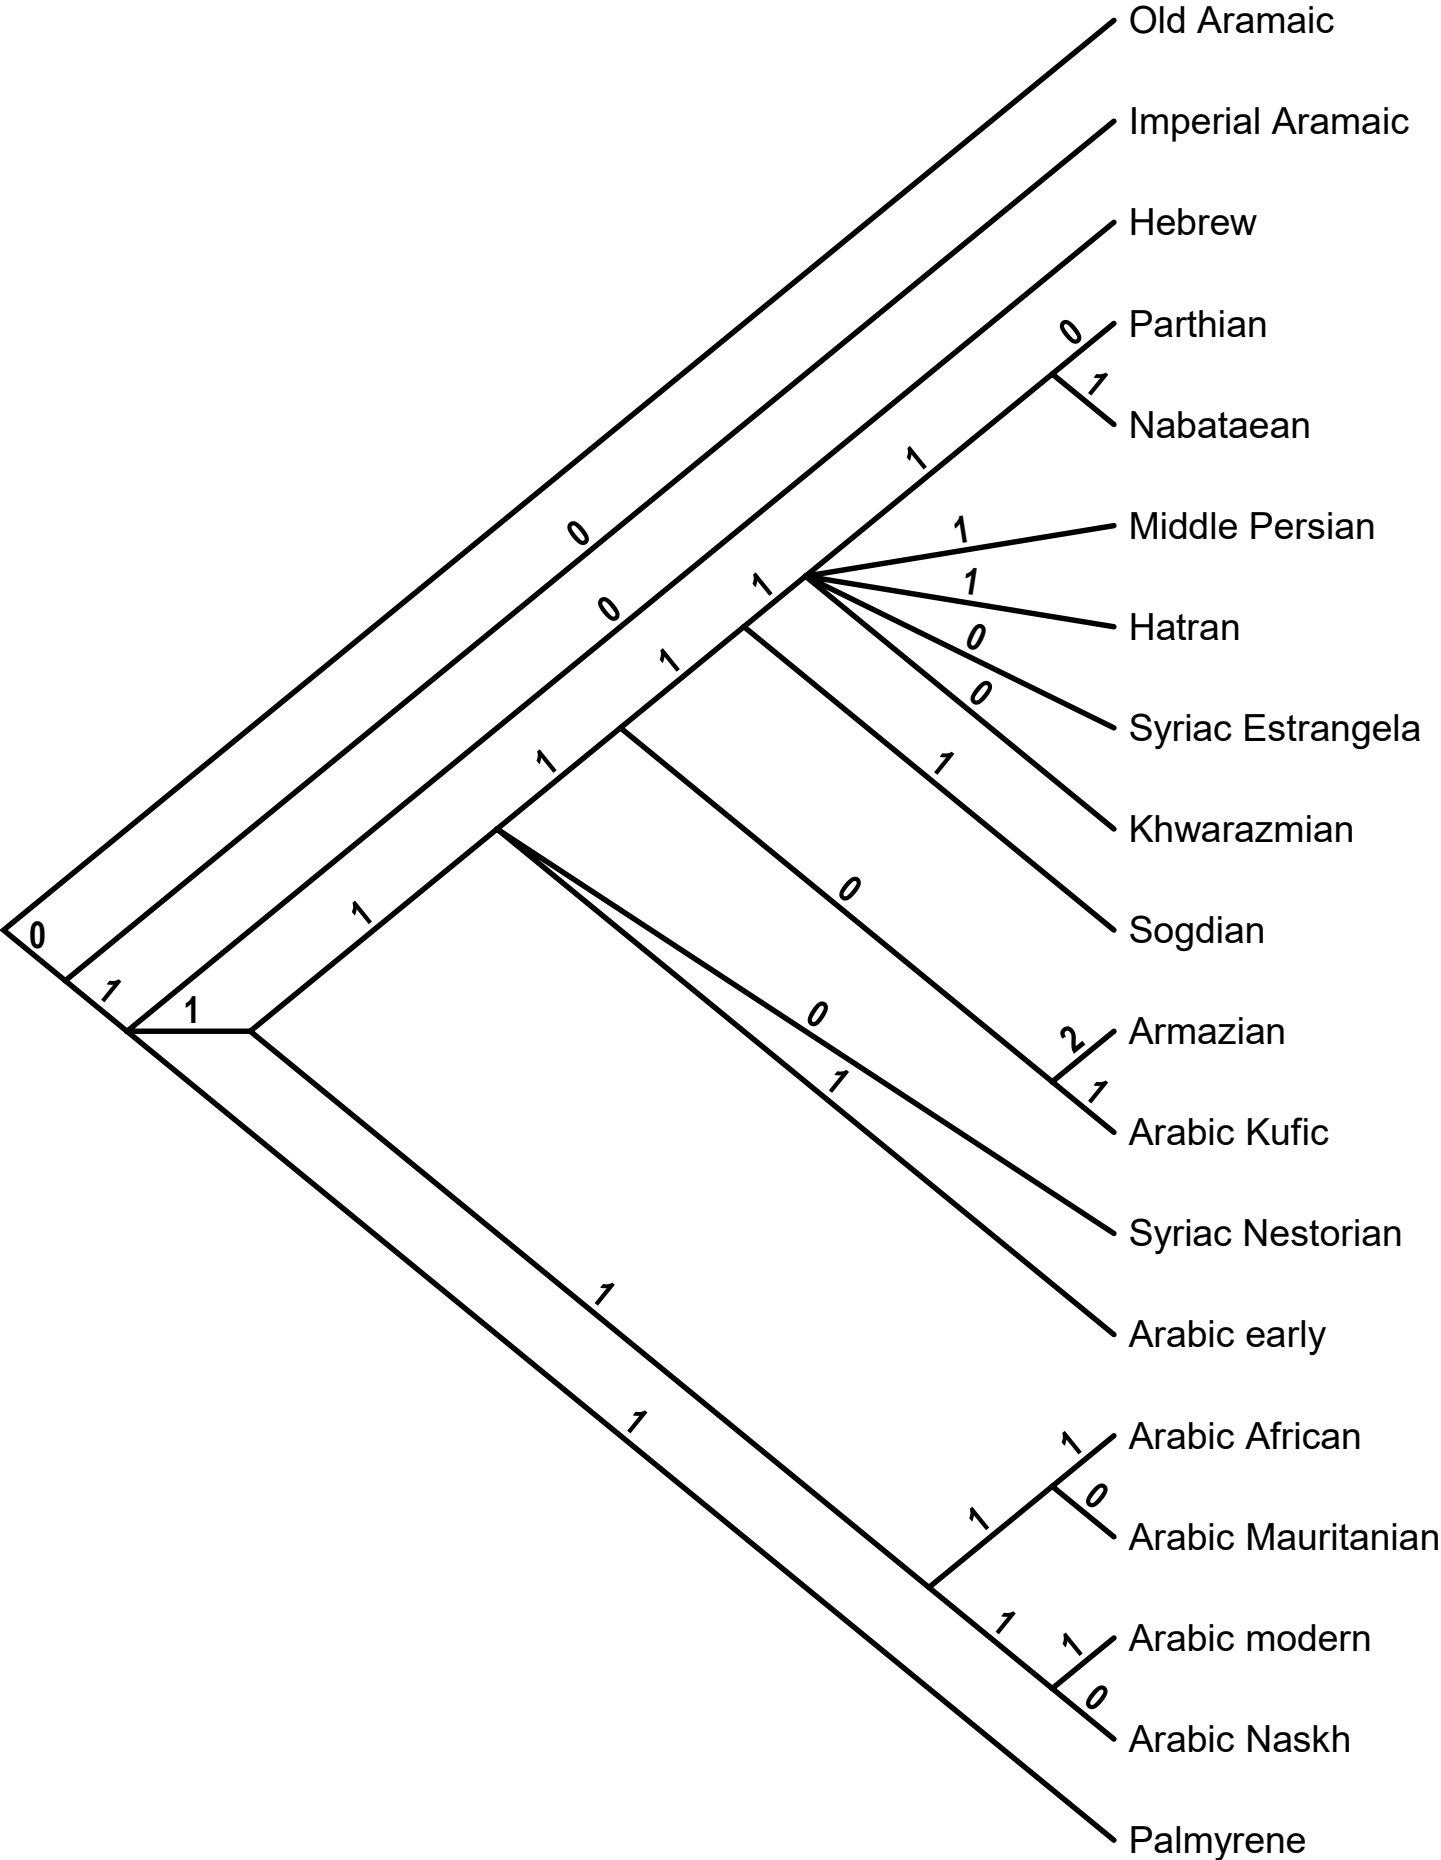 Old Aramaic
Imperial Aramaic
Hebrew
0
Parthian
1
Nabataean
1
1
Middle Persian
0
1
1
Hatran
0
0
Syriac Estrangela
1
0
1
1
Khwarazmian
0
1
0
Sogdian
1
1
0
2
Armazian
1
1
Arabic Kufic
Syriac Nestorian
1
Arabic early
1
1
Arabic African
0
1
Arabic Mauritanian
1
1
Arabic modern
0
Arabic Naskh
Palmyrene